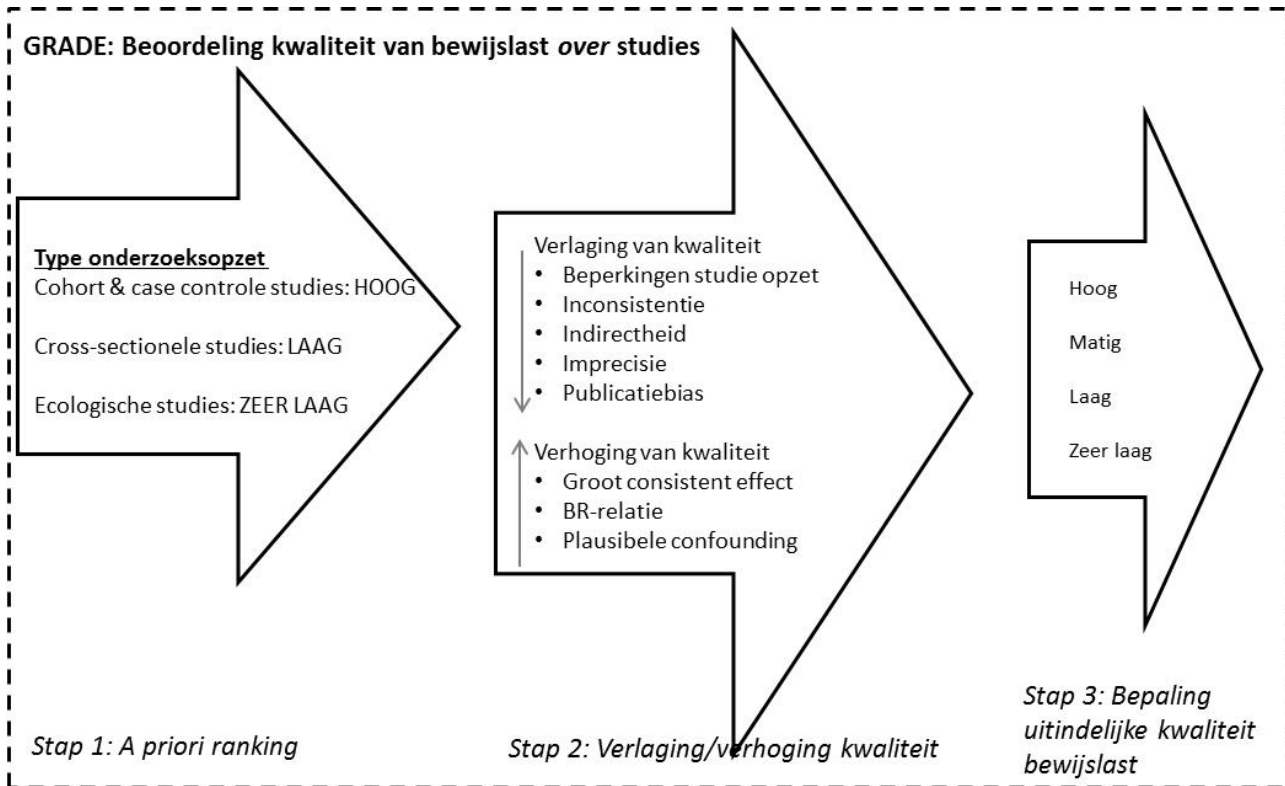 GRADE: Beoordeling kwaliteit van bewijslast over studies
Type onderzoeksopzet
Cohort & case controle studies: HOOG
Cross-sectionele studies: LAAG
Ecologische studies: ZEER LAAG
Stap 1: A priori ranking
Verlaging van kwaliteit
• Beperkingen studie opzet
• Inconsistentie
• Indirectheid
• Imprecisie
• Publicatiebias
Verhoging van kwaliteit
• Groot consistent effect
• BR-relatie
• Plausibele confounding
Stap 2: Verlaging/verhoging kwaliteit
Hoog
Matig
Laag
Zeer laag
Stap 3: Bepaling
uitindelijke kwaliteit
bewijslast